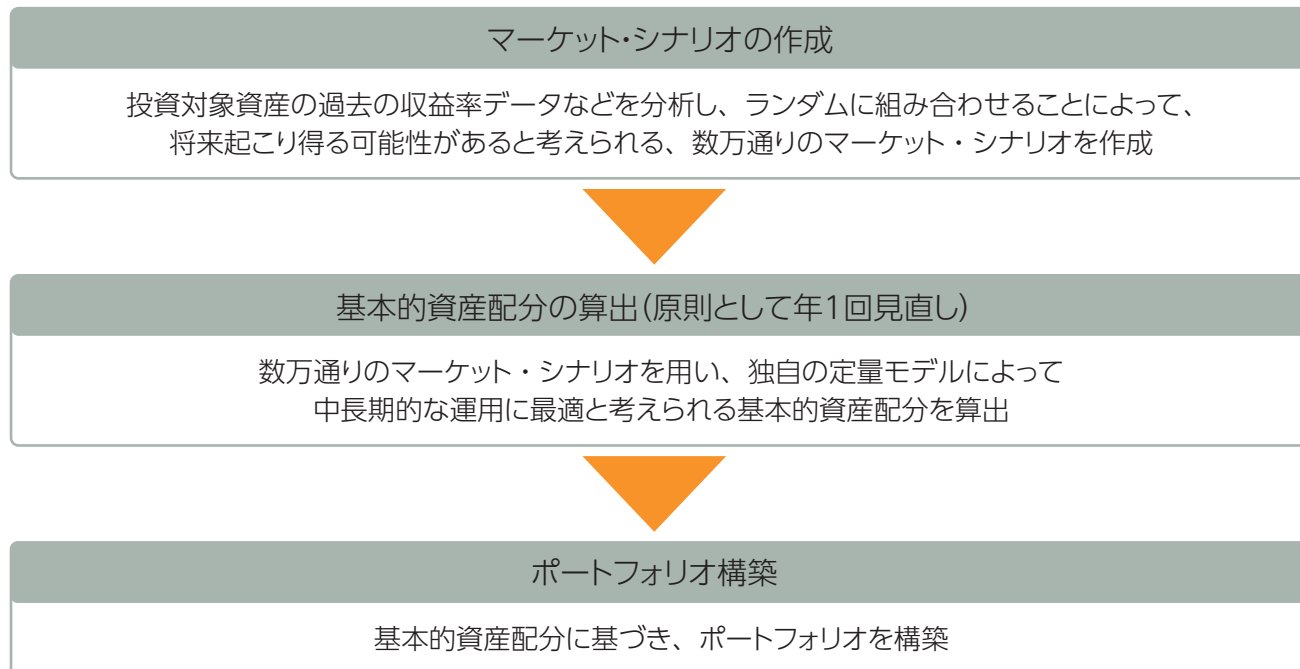 マーケット・シナリオの作成
投資対象資産の過去の収益率データなどを分析し、ランダムに組み合わせることによって、
将来起こり得る可能性があると考えられる、数万通りのマーケット・シナリオを作成
基本的資産配分の算出(原則として年1回見直し)
数万通りのマーケット・シナリオを用い、独自の定量モデルによって
中長期的な運用に最適と考えられる基本的資産配分を算出
ポートフォリオ構築
基本的資産配分に基づき、ポートフォリオを構築